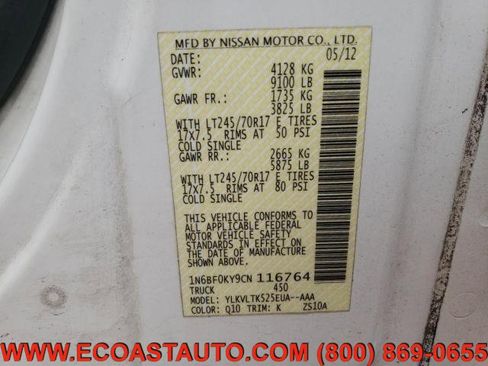 MFD BY NISSAN MOTOR CO., LTD.
DATE: 05/12
GVWR: 4128 KG
9100 LB
GAWR FR.: 1735 KG
3825 LB
WITH LT245/70R17 E TIRES
17X7.5 RIMS AT 50 PSI
COLD SINGLE
GAWR RR.: 2665 KG
5875 LB
WITH LT245/70R17 E TIRES
17X7.5 RIMS AT 80 PSI
COLD SINGLE
THIS VEHICLE CONFORMS TO
ALL APPLICABLE FEDERAL
MOTOR VEHICLE SAFETY
STANDARDS IN EFFECT ON
THE DATE OF MANUFACTURE
SHOWN ABOVE.
1N6BF0KY9CN 116764
TRUCK 450
MODEL: YLKVLTKS25EUA--AAA
COLOR: Q10 TRIM: K ZS10A
WWW.ECOASTAUTO.COM (800) 869-0655